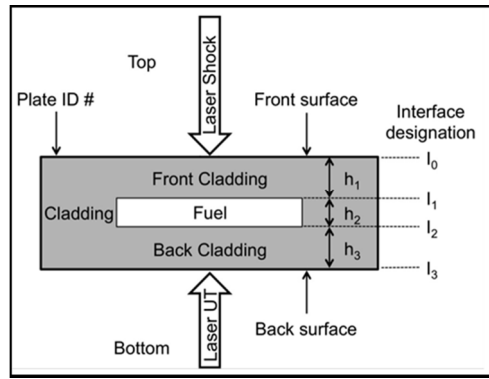 Top
Laser Shock
Plate ID #
Front surface
Interface
designation
I0
Front Cladding
h1
I1
Cladding
Fuel
h2
I2
Back Cladding
h3
I3
Laser UT
Back surface
Bottom